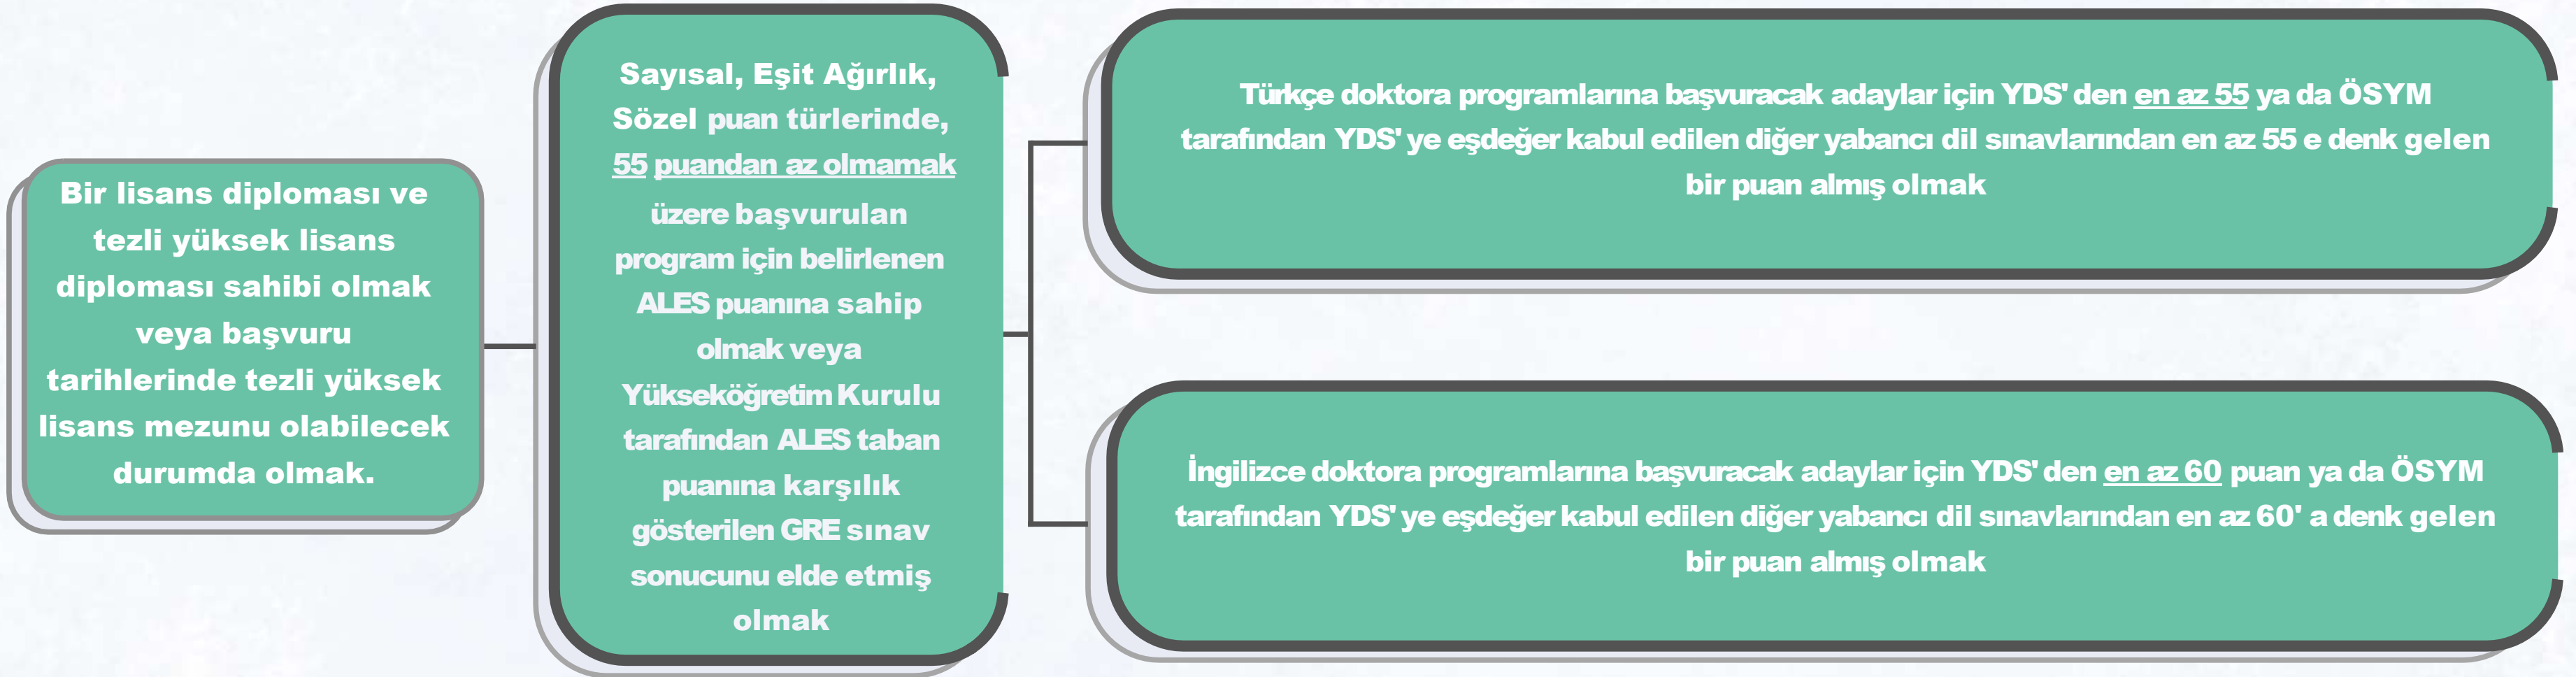 Bir lisans diploması ve
tezli yüksek lisans
diploması sahibi olmak
veya başvuru
tarihlerinde tezli yüksek
lisans mezunu olabilecek
durumda olmak.
Sayısal, Eşit Ağırlık,
Sözel puan türlerinde,
55 puandan az olmamak
üzere başvurulan
program için belirlenen
ALES puanına sahip
olmak veya
Yükseköğretim Kurulu
tarafından ALES taban
puanına karşılık
gösterilen GRE sınav
sonucunu elde etmiş
olmak
Türkçe doktora programlarına başvuracak adaylar için YDS' den en az 55 ya da ÖSYM
tarafından YDS' ye eşdeğer kabul edilen diğer yabancı dil sınavlarından en az 55 e denk gelen
bir puan almış olmak
İngilizce doktora programlarına başvuracak adaylar için YDS' den en az 60 puan ya da ÖSYM
tarafından YDS' ye eşdeğer kabul edilen diğer yabancı dil sınavlarından en az 60' a denk gelen
bir puan almış olmak